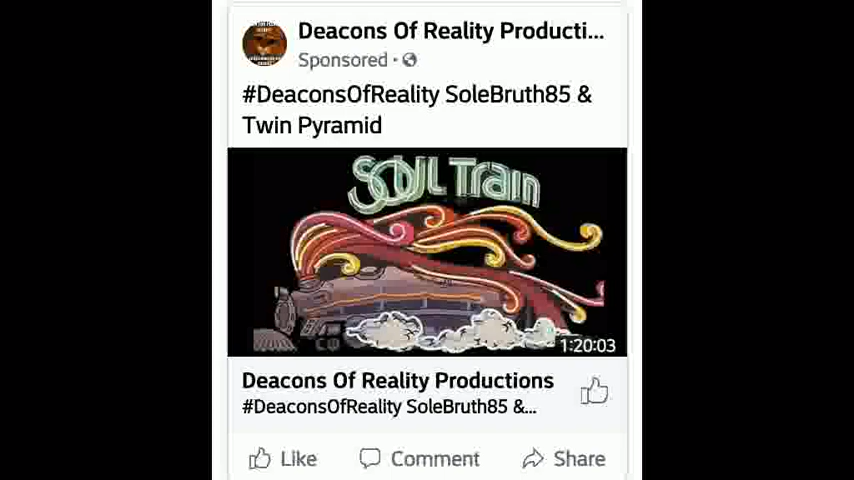 Deacons Of Reality Producti...
Sponsored ·
#DeaconsOfReality SoleBruth85 &
Twin Pyramid
SOUL Train
1:20:03
Deacons Of Reality Productions
#DeaconsOfReality SoleBruth85 &...
Like Comment Share